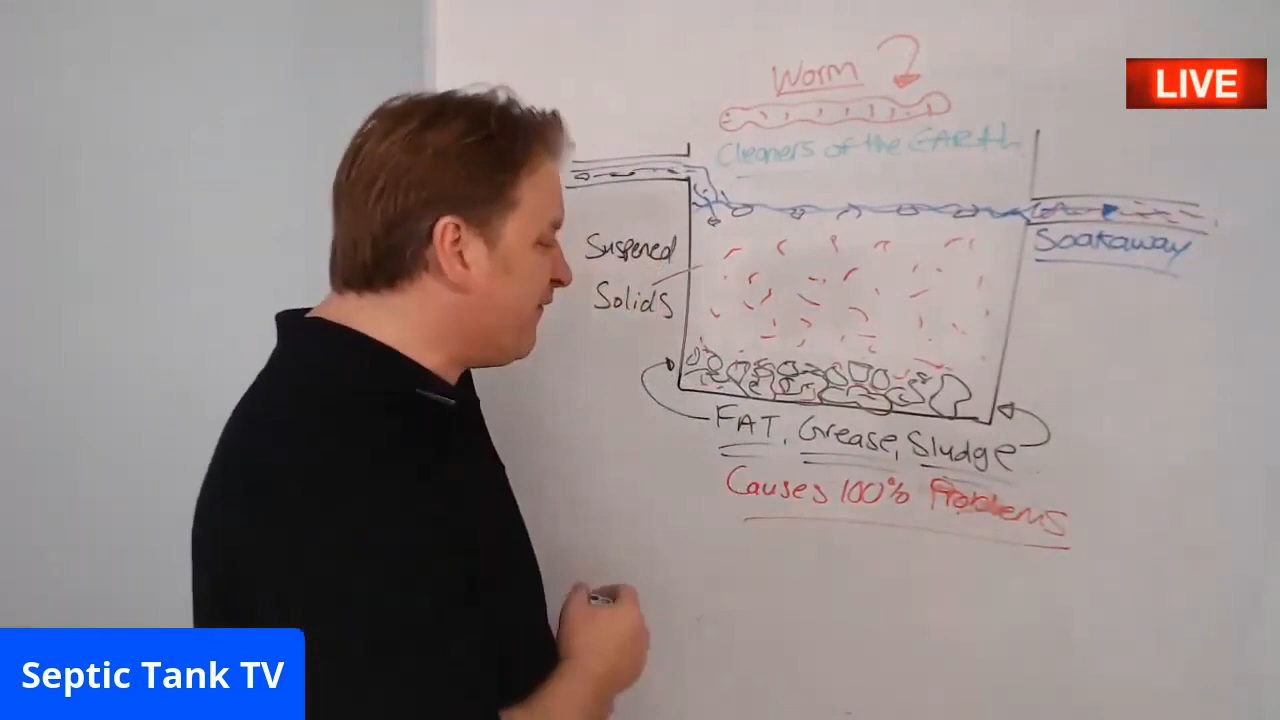 LIVE
Worm
Cleaners of the EARth
Soakaway
Suspened
Solids
FAT, Grease, Sludge
Causes 100% Problems
Septic Tank TV